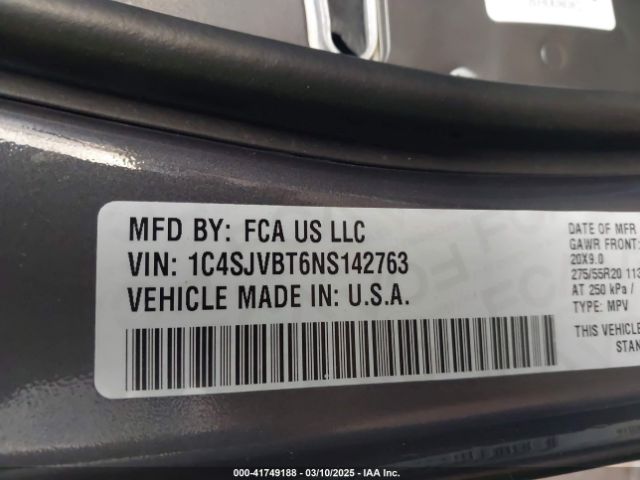 MFD BY: FCA US LLC
VIN: 1C4SJVBT6NS142763
VEHICLE MADE IN: U.S.A.
DATE OF MFR
GAWR FRONT:
20X9.0
275/55R20 113
AT 250 kPa /
TYPE: MPV
THIS VEHICLE
STAN
000-41749188 — 03/10/2025 — IAA Inc.